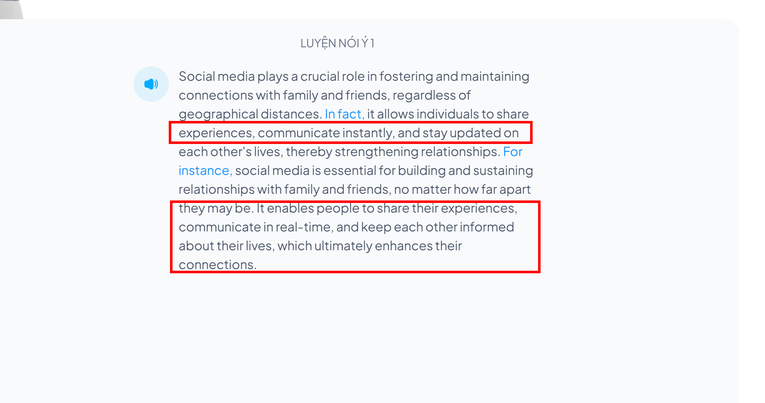 LUYỆN NÓI Ý 1
Social media plays a crucial role in fostering and maintaining
connections with family and friends, regardless of
geographical distances. In fact, it allows individuals to share
experiences, communicate instantly, and stay updated on
each other's lives, thereby strengthening relationships. For
instance, social media is essential for building and sustaining
relationships with family and friends, no matter how far apart
they may be. It enables people to share their experiences,
communicate in real-time, and keep each other informed
about their lives, which ultimately enhances their
connections.